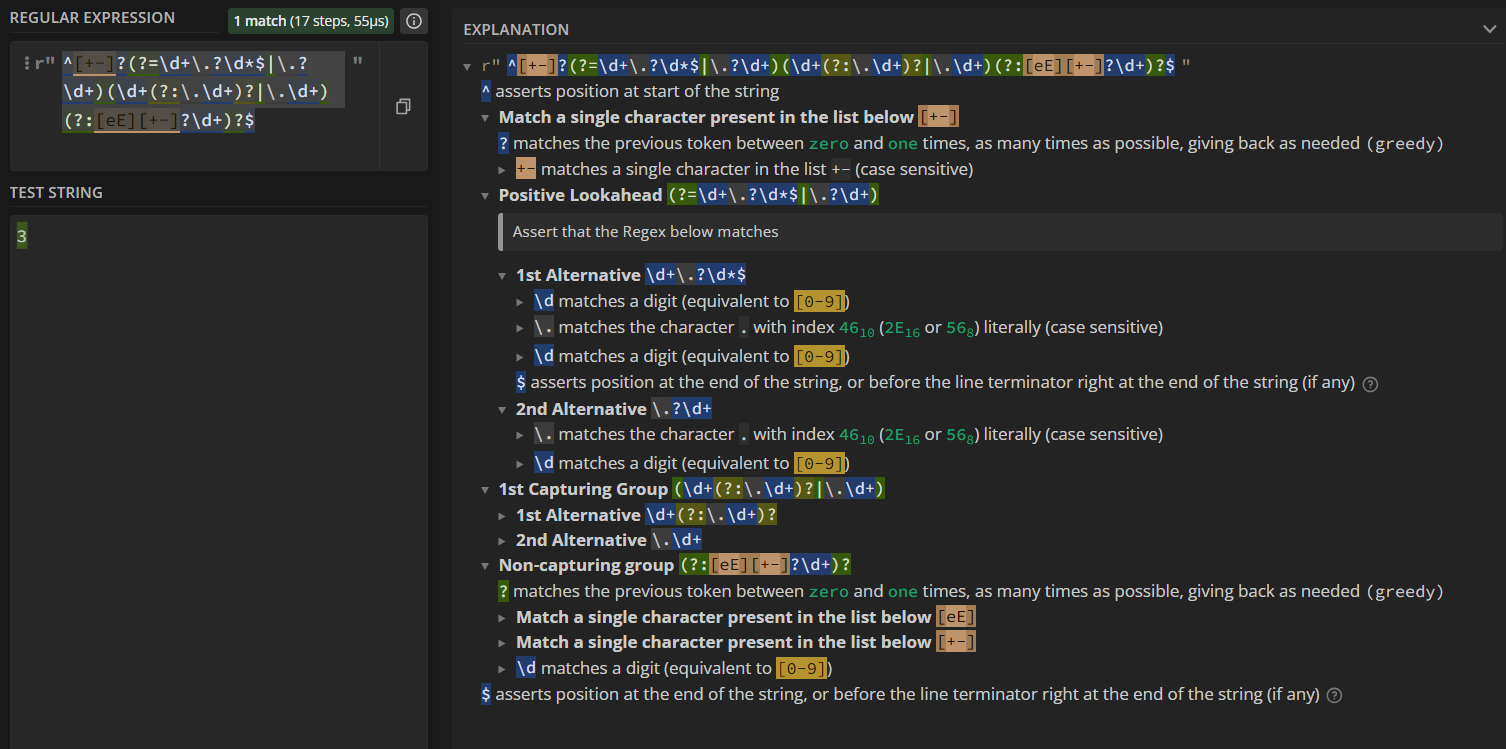 REGULAR EXPRESSION
1 match (17 steps, 55µs)
r" ^[+-]?(?=\d+\.?\d*$|\.? "
\d+)(\d+(?:\.\d+)?|\.\d+)
(?:[eE][+-]?\d+)?$
TEST STRING
3
EXPLANATION
r" ^[+-]?(?=\d+\.?\d*$|\.?\d+)(\d+(?:\.\d+)?|\.\d+)(?:[eE][+-]?\d+)?$ "
^ asserts position at start of the string
Match a single character present in the list below [+-]
? matches the previous token between zero and one times, as many times as possible, giving back as needed (greedy)
+- matches a single character in the list +- (case sensitive)
Positive Lookahead (?=\d+\.?\d*$|\.?\d+)
Assert that the Regex below matches
1st Alternative \d+\.?\d*$
\d matches a digit (equivalent to [0-9])
\. matches the character . with index 46₁₀ (2E₁₆ or 56₈) literally (case sensitive)
\d matches a digit (equivalent to [0-9])
$ asserts position at the end of the string, or before the line terminator right at the end of the string (if any)
2nd Alternative \.?\d+
\. matches the character . with index 46₁₀ (2E₁₆ or 56₈) literally (case sensitive)
\d matches a digit (equivalent to [0-9])
1st Capturing Group (\d+(?:\.\d+)?|\.\d+)
1st Alternative \d+(?:\.\d+)?
2nd Alternative \.\d+
Non-capturing group (?:[eE][+-]?\d+)?
? matches the previous token between zero and one times, as many times as possible, giving back as needed (greedy)
Match a single character present in the list below [eE]
Match a single character present in the list below [+-]
\d matches a digit (equivalent to [0-9])
$ asserts position at the end of the string, or before the line terminator right at the end of the string (if any)